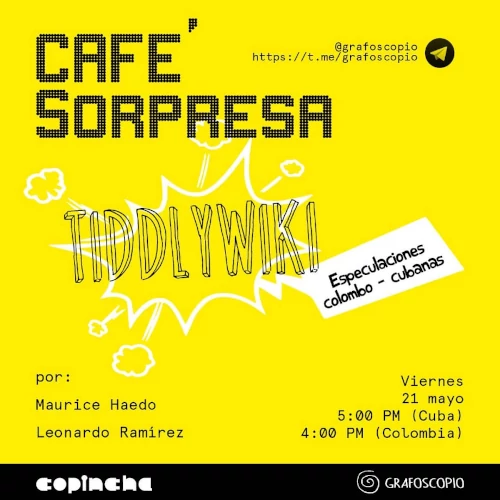 CAFE'
SORPRESA
@grafoscopio
https://t.me/grafoscopio
TIDDLYWIKI
Especulaciones
colombo - cubanas
por:
Maurice Haedo
Leonardo Ramírez
Viernes
21 mayo
5:00 PM (Cuba)
4:00 PM (Colombia)
copincha
GRAFOSCOPIO